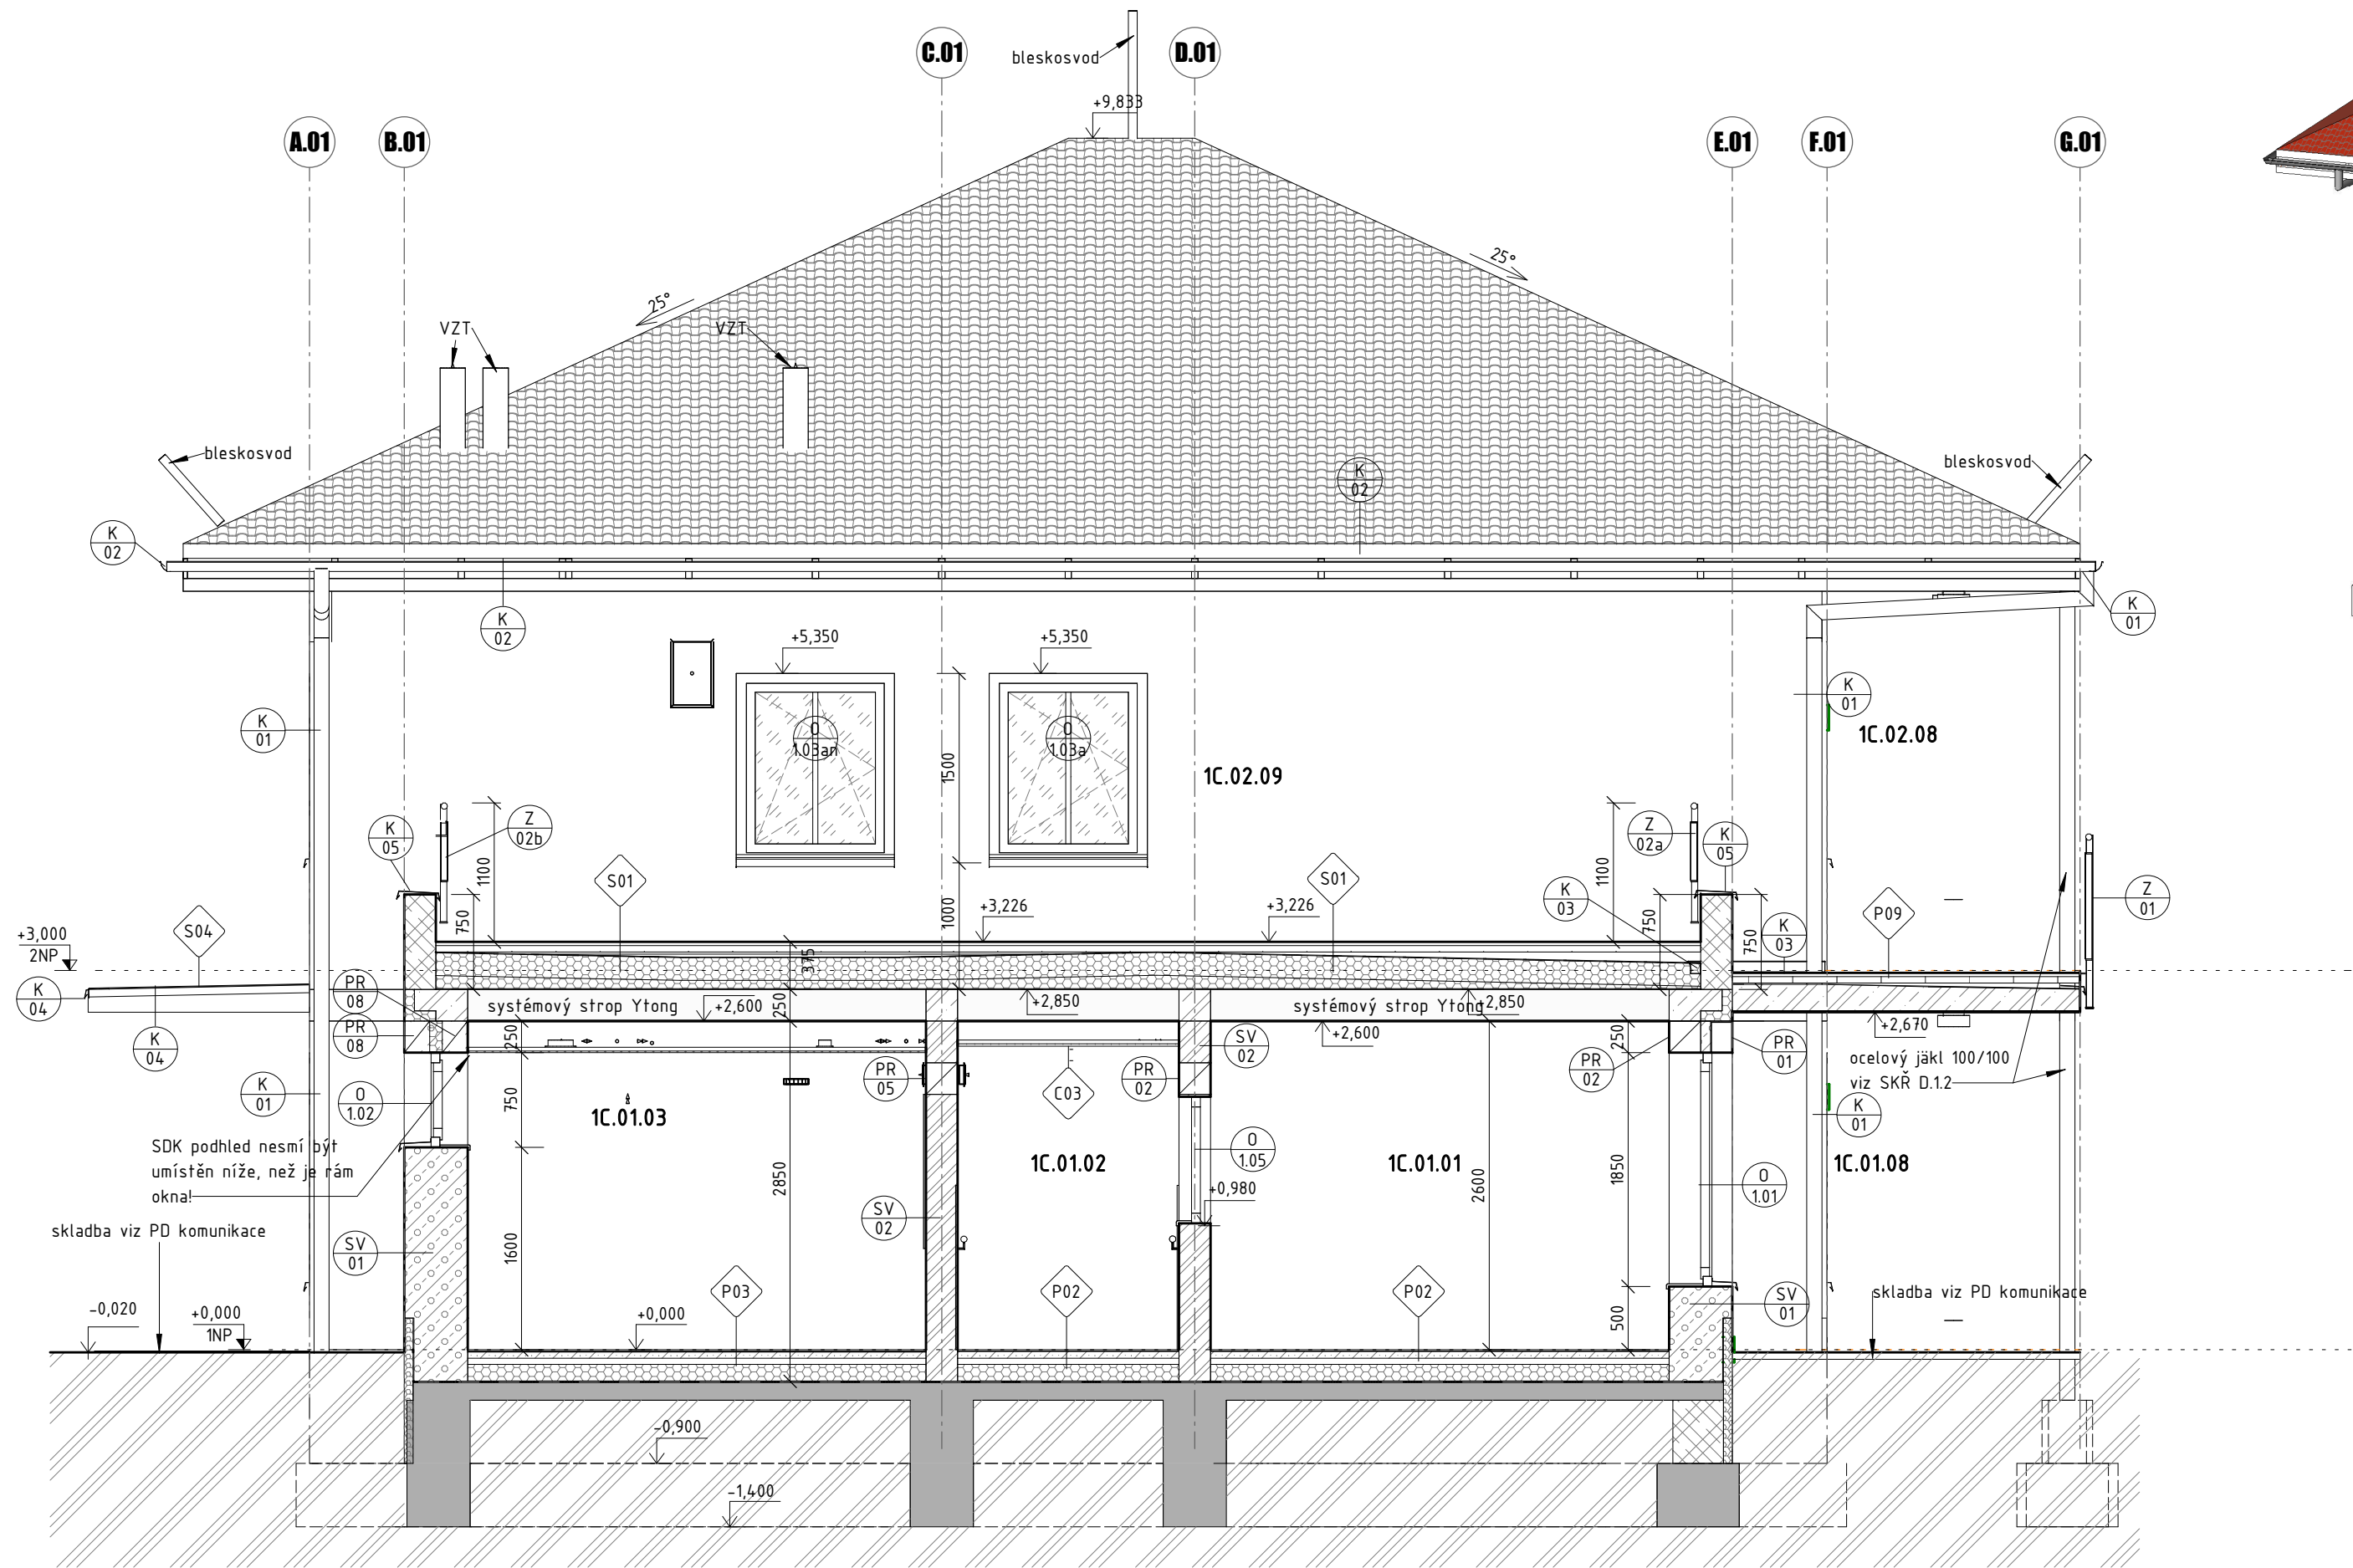 C.01
bleskosvod
D.01
+9,833
A.01
B.01
E.01
F.01
G.01
25°
25°
VZT
VZT
bleskosvod
bleskosvod
K
02
K
02
K
02
K
01
+5,350
+5,350
K
01
K
01
O
1.03an
O
1.03a
1C.02.08
1500
1C.02.09
K
05
Z
02b
1100
Z
02a
K
05
1100
S01
S01
K
03
Z
01
P09
S04
750
1000
+3,226
+3,226
750
750
K
03
+3,000
2NP
375
K
04
PR
08
systémový strop Ytong
+2,600
250
+2,850
systémový strop Ytong
+2,850
K
04
PR
08
250
SV
02
+2,600
250
PR
01
+2,670
PR
05
PR
02
PR
02
ocelový jäkl 100/100
viz SKŘ D.1.2
K
01
O
1.02
750
1C.01.03
C03
K
01
SDK podhled nesmí být
umístěn níže, než je rám
okna!
2850
1C.01.02
O
1.05
1C.01.01
2600
1850
O
1.01
1C.01.08
+0,980
SV
02
skladba viz PD komunikace
SV
01
1600
P03
P02
P02
500
SV
01
skladba viz PD komunikace
-0,020
+0,000
1NP
+0,000
-0,900
-1,400